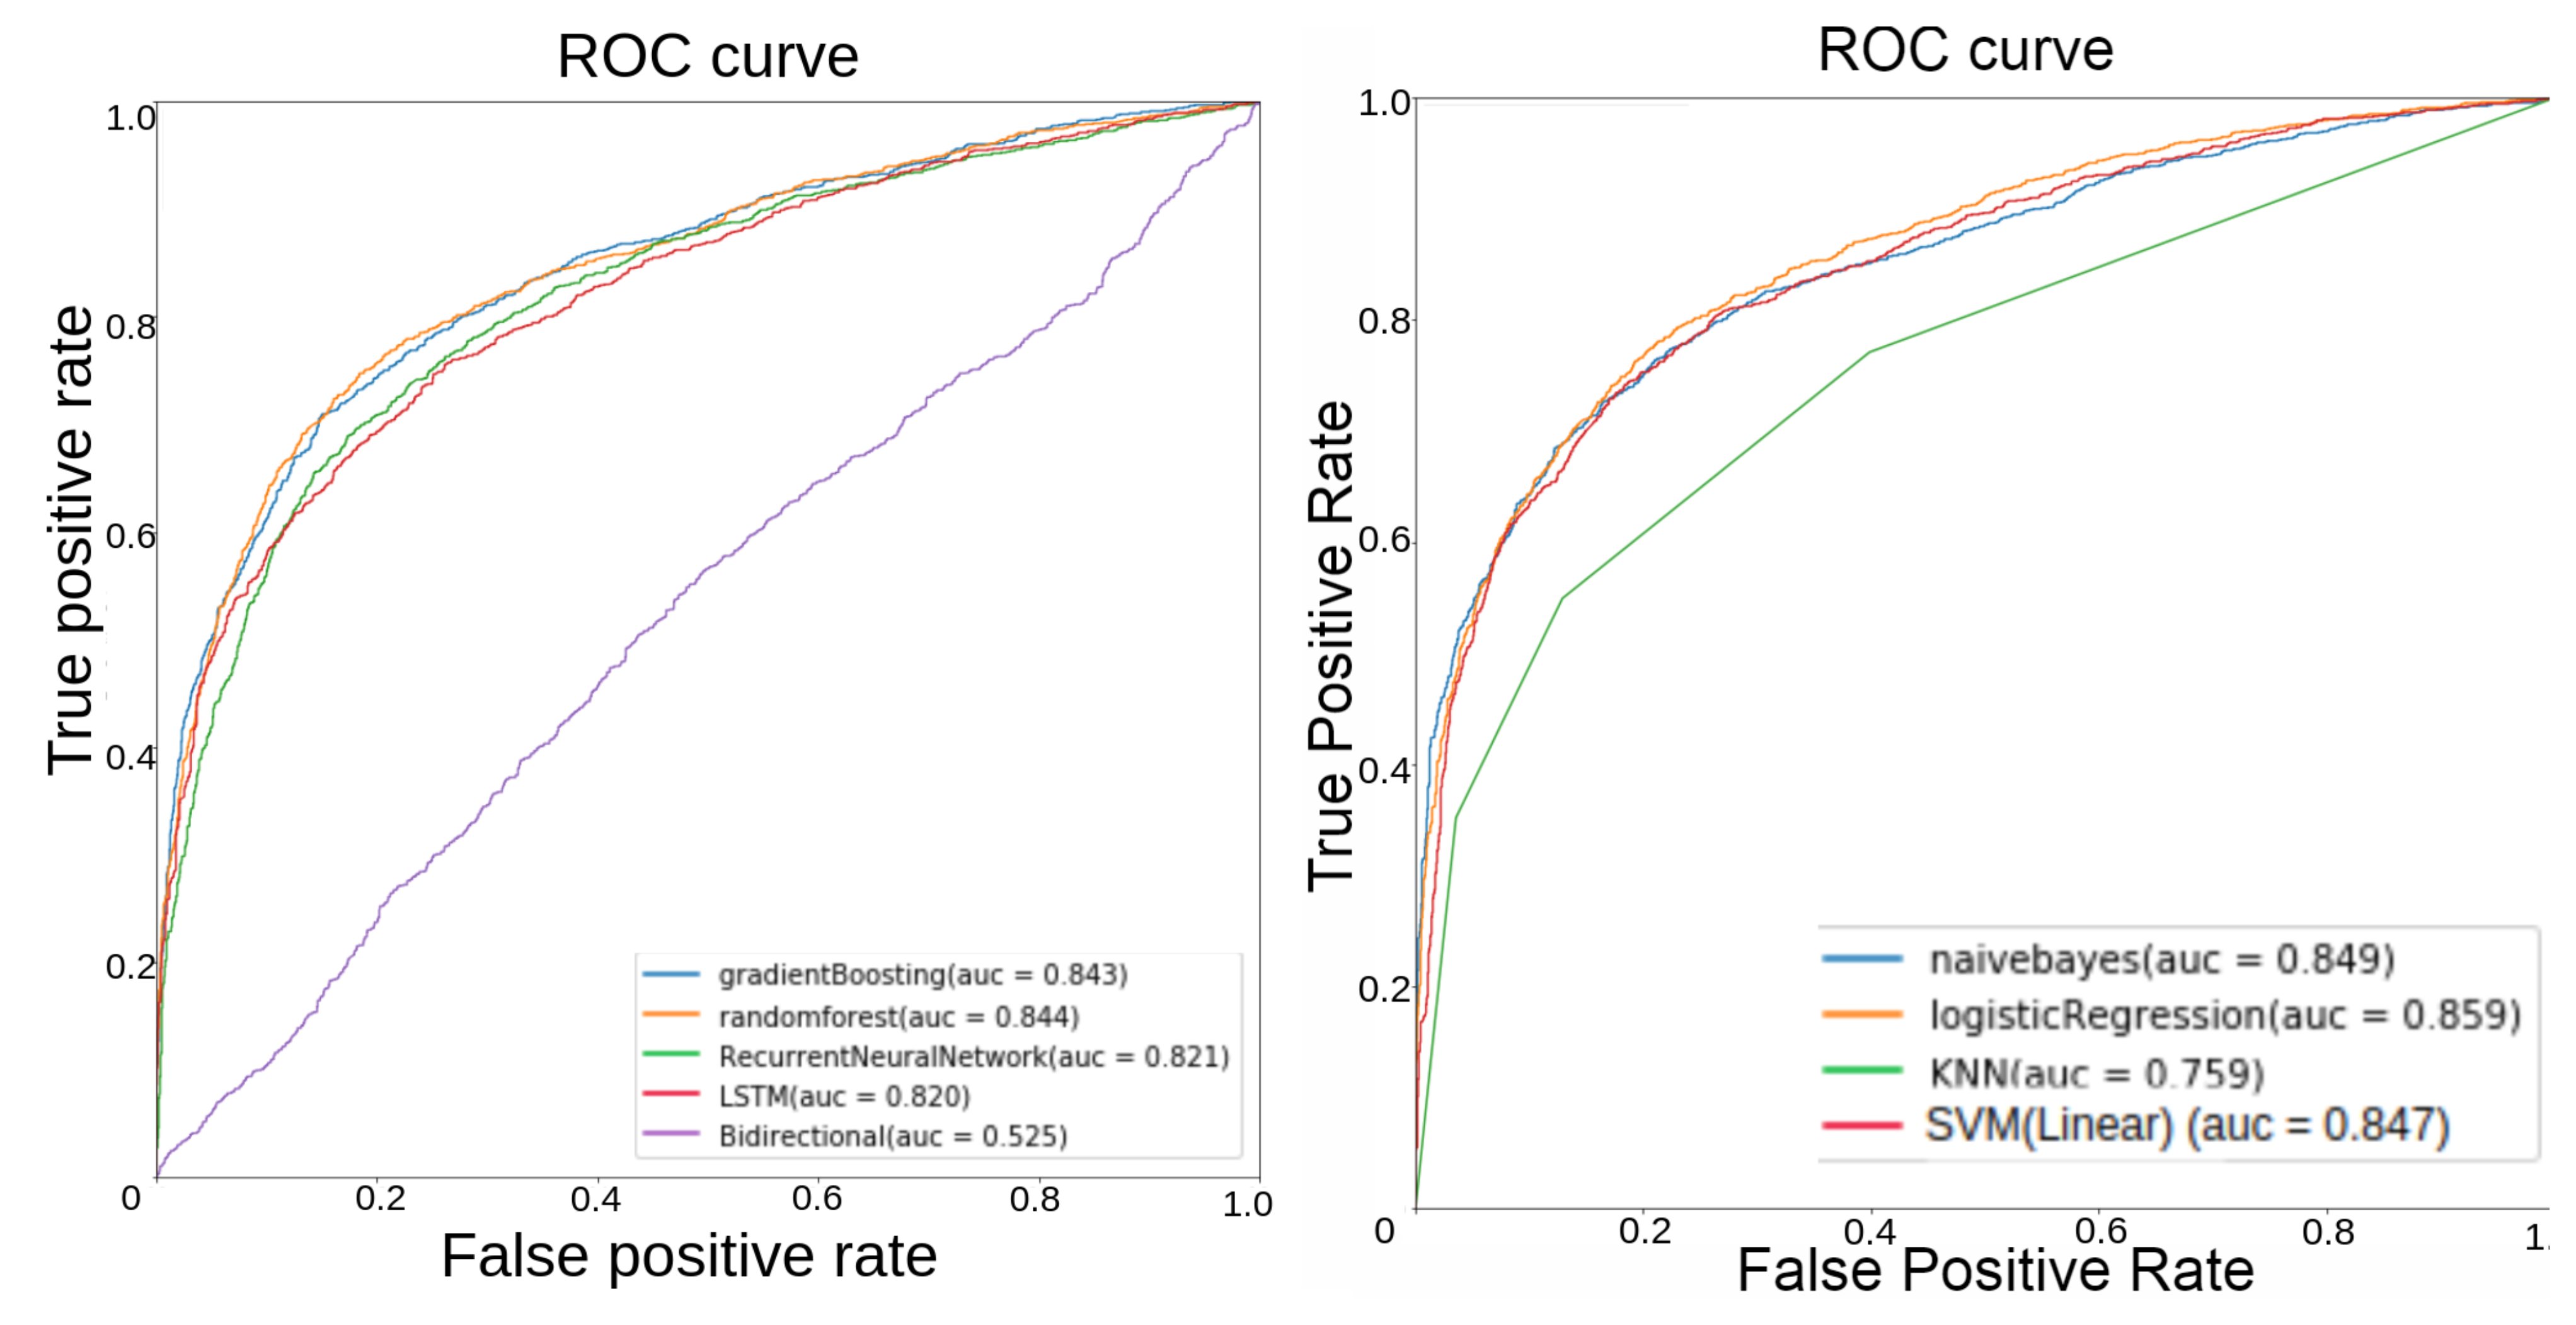 ROC curve
1.0
0.8
0.6
0.4
0.2
0
True positive rate
gradientBoosting(auc = 0.843)
randomforest(auc = 0.844)
RecurrentNeuralNetwork(auc = 0.821)
LSTM(auc = 0.820)
Bidirectional(auc = 0.525)
0.2 0.4 0.6 0.8 1.0
False positive rate
ROC curve
1.0
0.8
0.6
0.4
0.2
0
True Positive Rate
naivebayes(auc = 0.849)
logisticRegression(auc = 0.859)
KNN(auc = 0.759)
SVM(Linear) (auc = 0.847)
0.2 0.4 0.6 0.8 1.
False Positive Rate